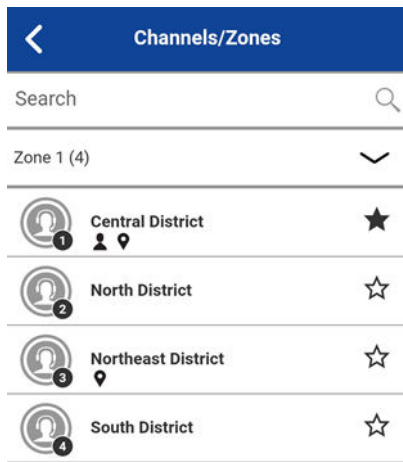 Channels/Zones
Search
Zone 1 (4)
1
Central District
2
North District
3
Northeast District
4
South District